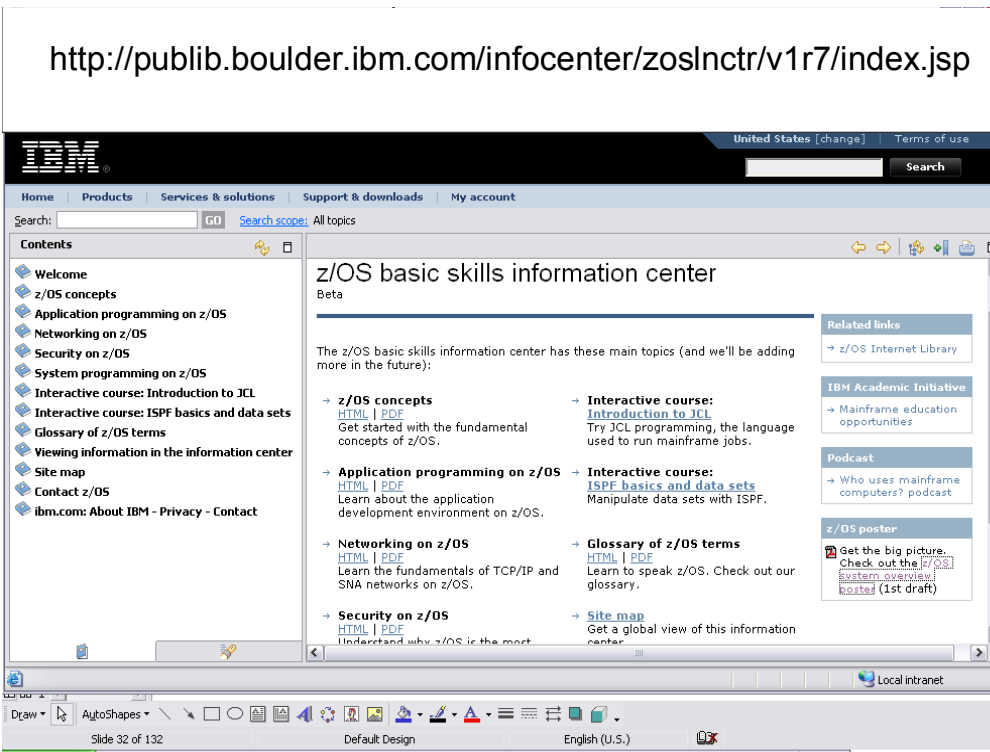 http://publib.boulder.ibm.com/infocenter/zoslnctr/v1r7/index.jsp
United States [change] | Terms of use
IBM®
Search
Home | Products | Services & solutions | Support & downloads | My account
Search: GO Search scope: All topics
Contents
Welcome
z/OS concepts
Application programming on z/OS
Networking on z/OS
Security on z/OS
System programming on z/OS
Interactive course: Introduction to JCL
Interactive course: ISPF basics and data sets
Glossary of z/OS terms
Viewing information in the information center
Site map
Contact z/OS
ibm.com: About IBM - Privacy - Contact
z/OS basic skills information center
Beta
The z/OS basic skills information center has these main topics (and we'll be adding
more in the future):
z/OS concepts
HTML | PDF
Get started with the fundamental
concepts of z/OS.
Application programming on z/OS
HTML | PDF
Learn about the application
development environment on z/OS.
Networking on z/OS
HTML | PDF
Learn the fundamentals of TCP/IP and
SNA networks on z/OS.
Security on z/OS
HTML | PDF
Understand why z/OS is the most
Interactive course:
Introduction to JCL
Try JCL programming, the language
used to run mainframe jobs.
Interactive course:
ISPF basics and data sets
Manipulate data sets with ISPF.
Glossary of z/OS terms
HTML | PDF
Learn to speak z/OS. Check out our
glossary.
Site map
Get a global view of this information
center.
Related links
z/OS Internet Library
IBM Academic Initiative
Mainframe education
opportunities
Podcast
Who uses mainframe
computers? podcast
z/OS poster
Get the big picture.
Check out the z/OS
system overview
poster (1st draft)
Local intranet
Draw AutoShapes
Slide 32 of 132 Default Design English (U.S.)